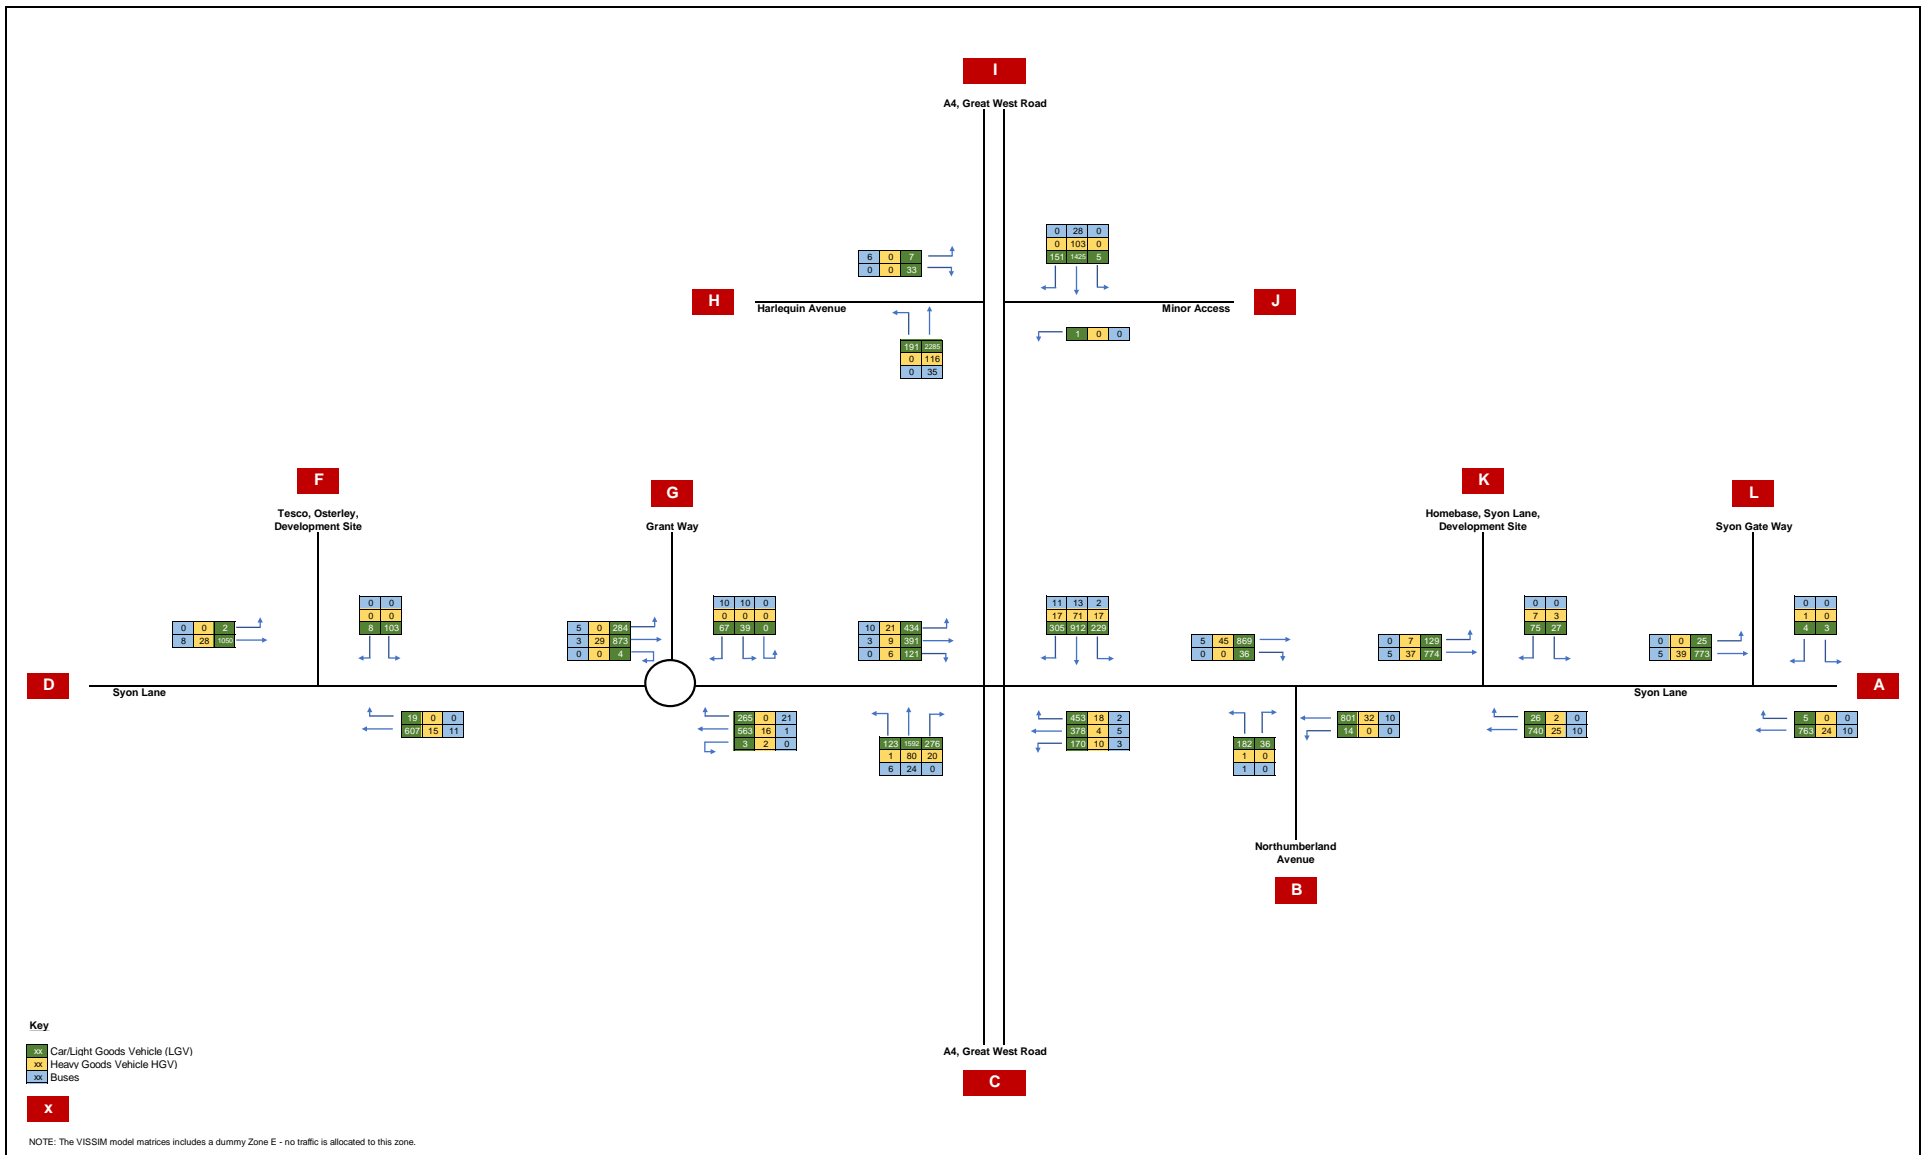 I
A4, Great West Road
0 28 0
0 103 0
151 1425 5
6 0 7
0 0 33
H
J
Harlequin Avenue
Minor Access
1 0 0
191 2285
0 116
0 35
F
G
K
L
Tesco, Osterley,
Development Site
Grant Way
Homebase, Syon Lane,
Development Site
Syon Gate Way
0 0
0 0
8 103
10 10 0
0 0 0
67 39 0
11 13 2
17 71 17
305 912 229
0 0
7 3
75 27
0 0
1 0
4 3
0 0 2
8 28 1050
5 0 284
3 29 873
0 0 4
10 21 434
3 9 391
0 6 121
5 45 869
0 0 36
0 7 129
5 37 774
0 0 25
5 39 773
D
A
Syon Lane
Syon Lane
19 0 0
607 15 11
265 0 21
563 16 1
3 2 0
123 1592 276
1 80 20
6 24 0
453 18 2
378 4 5
170 10 3
182 36
1 0
1 0
801 32 10
14 0 0
26 2 0
740 25 10
5 0 0
763 24 10
Northumberland
Avenue
B
Key
xx Car/Light Goods Vehicle (LGV)
xx Heavy Goods Vehicle HGV)
xx Buses
A4, Great West Road
C
x
NOTE: The VISSIM model matrices includes a dummy Zone E - no traffic is allocated to this zone.